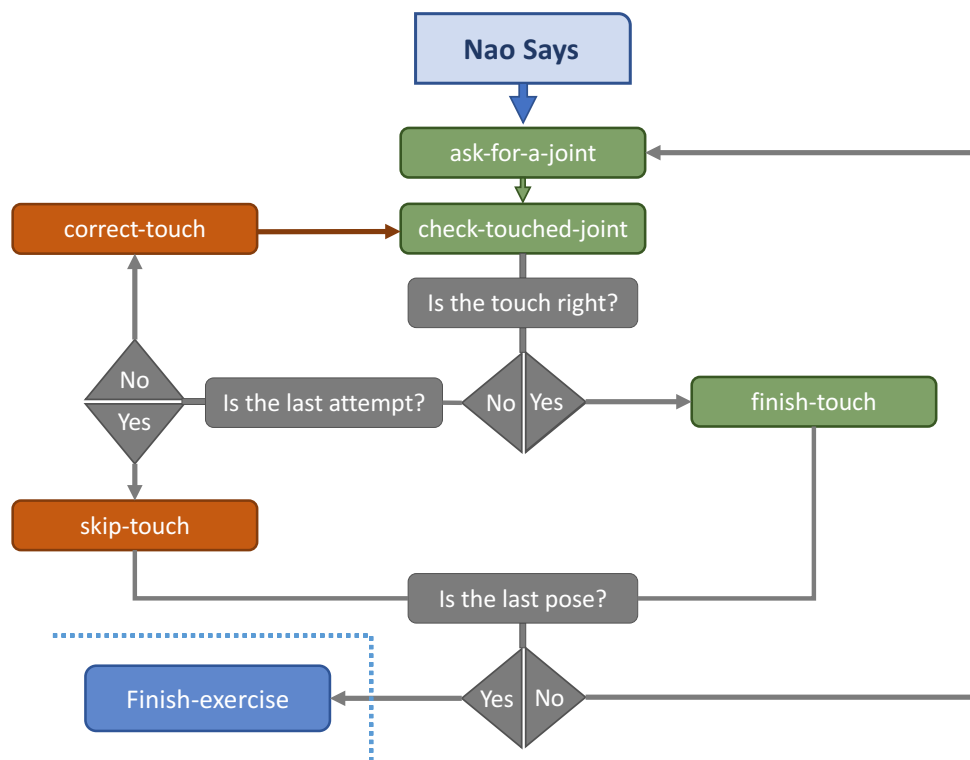 Nao Says
ask-for-a-joint
correct-touch
check-touched-joint
Is the touch right?
No
Is the last attempt?
No
Yes
finish-touch
Yes
skip-touch
Is the last pose?
Finish-exercise
Yes
No